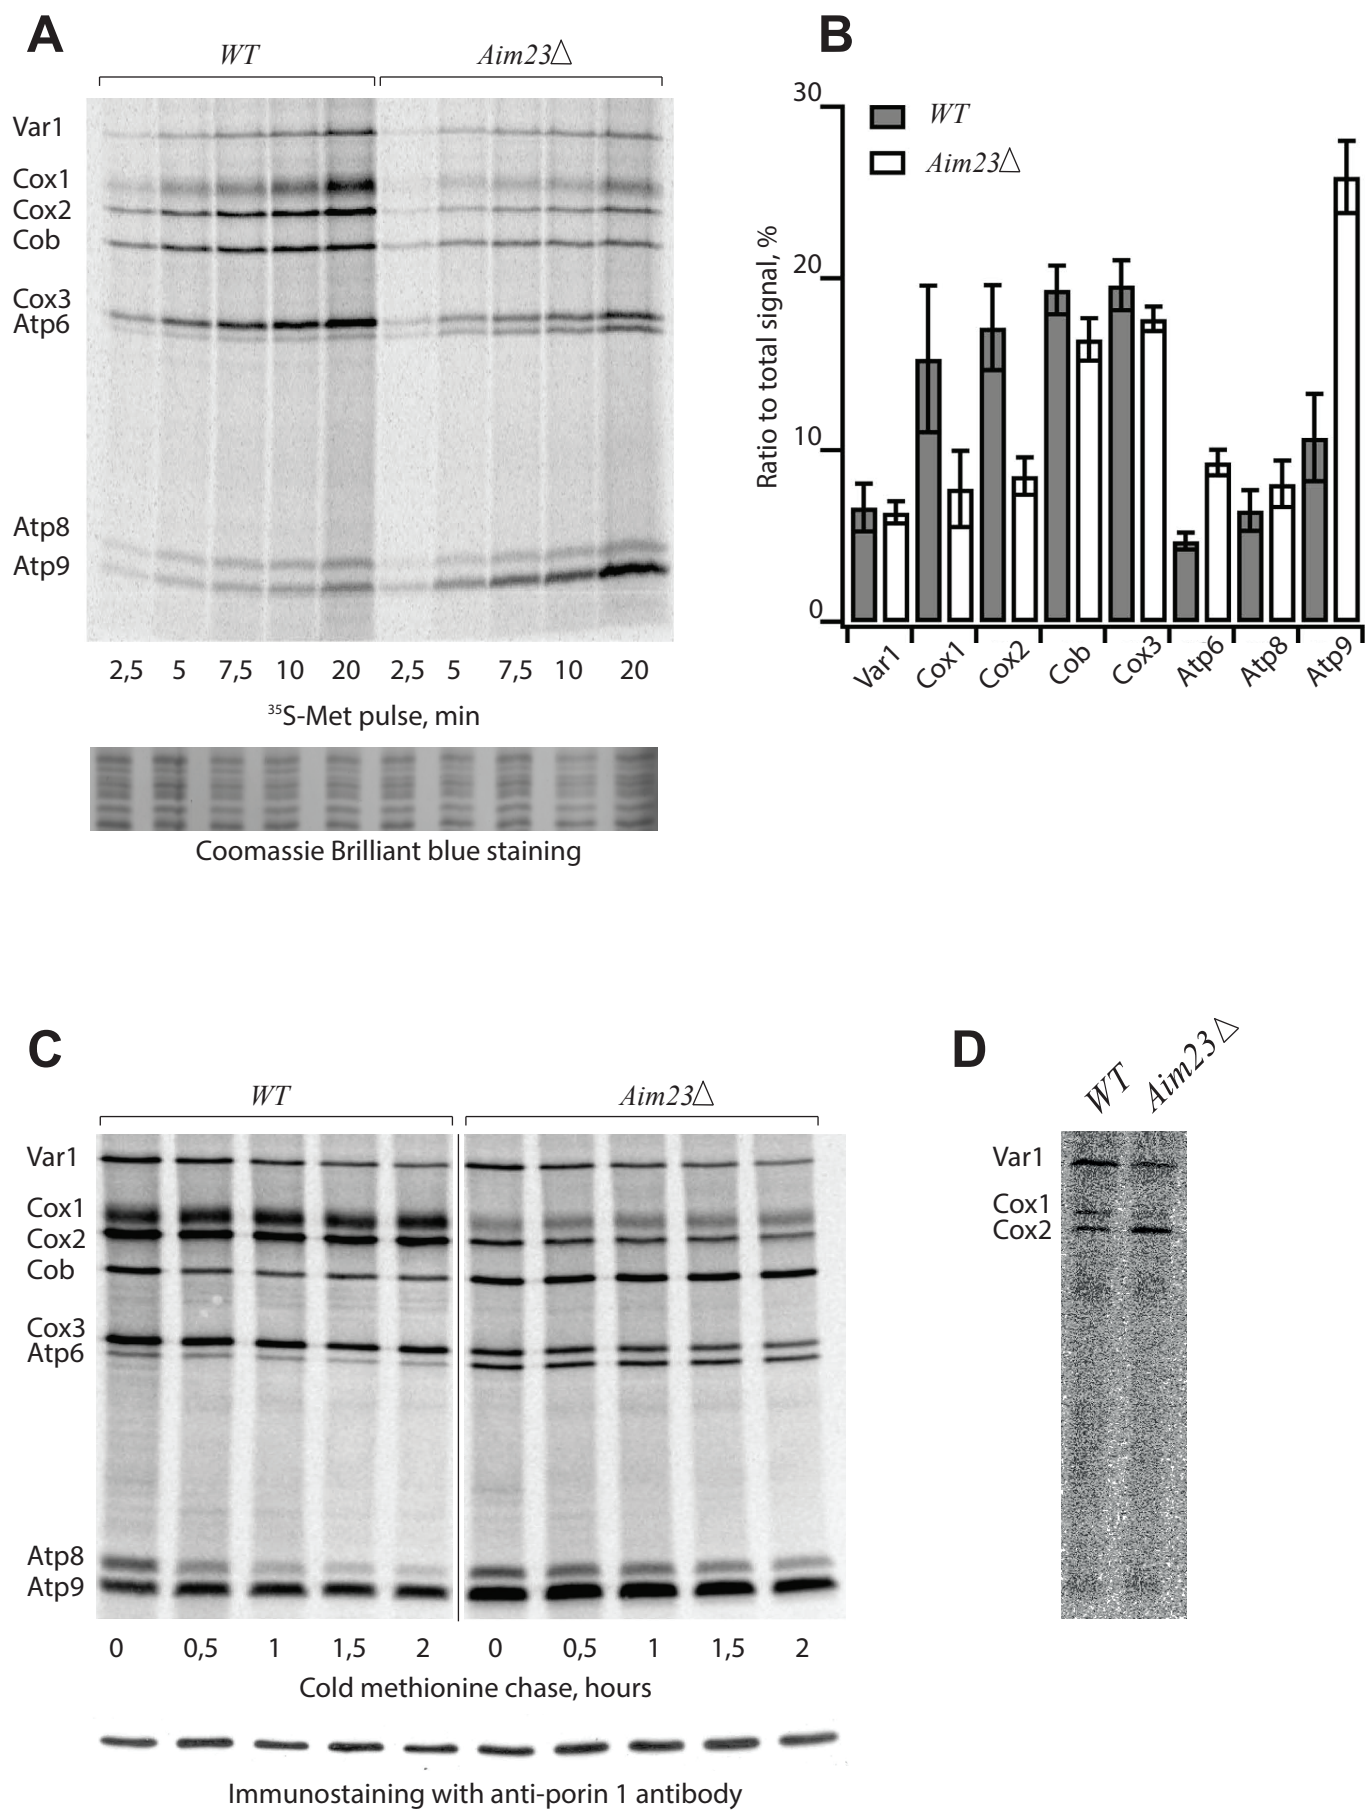 A
WT Aim23△
Var1
Cox1
Cox2
Cob
Cox3
Atp6
Atp8
Atp9
2,5 5 7,5 10 20 2,5 5 7,5 10 20
³⁵S-Met pulse, min
Coomassie Brilliant blue staining
B
WT
Aim23△
Ratio to total signal, %
30
20
10
0
Var1 Cox1 Cox2 Cob Cox3 Atp6 Atp8 Atp9
C
WT Aim23△
Var1
Cox1
Cox2
Cob
Cox3
Atp6
Atp8
Atp9
0 0,5 1 1,5 2 0 0,5 1 1,5 2
Cold methionine chase, hours
Immunostaining with anti-porin 1 antibody
D
WT Aim23△
Var1
Cox1
Cox2